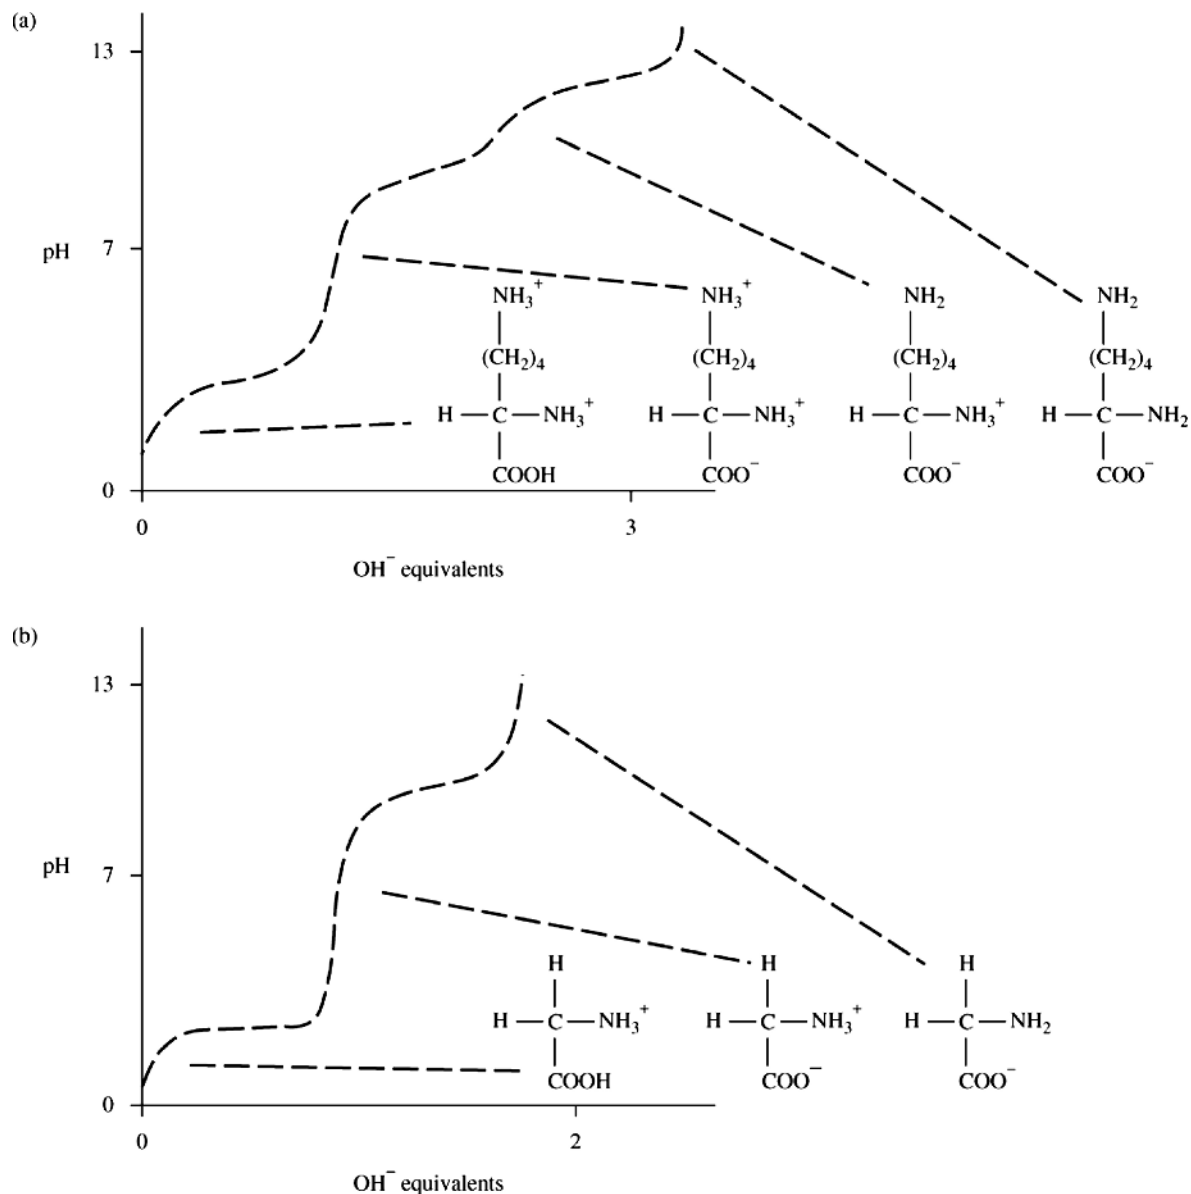 (a)
13
pH
7
NH₃⁺ NH₃⁺ NH₂ NH₂
(CH₂)₄ (CH₂)₄ (CH₂)₄ (CH₂)₄
H—C—NH₃⁺ H—C—NH₃⁺ H—C—NH₃⁺ H—C—NH₂
COOH COO⁻ COO⁻ COO⁻
0
0 3
OH⁻ equivalents
(b)
13
pH
7
H H H
H—C—NH₃⁺ H—C—NH₃⁺ H—C—NH₂
COOH COO⁻ COO⁻
0
0 2
OH⁻ equivalents